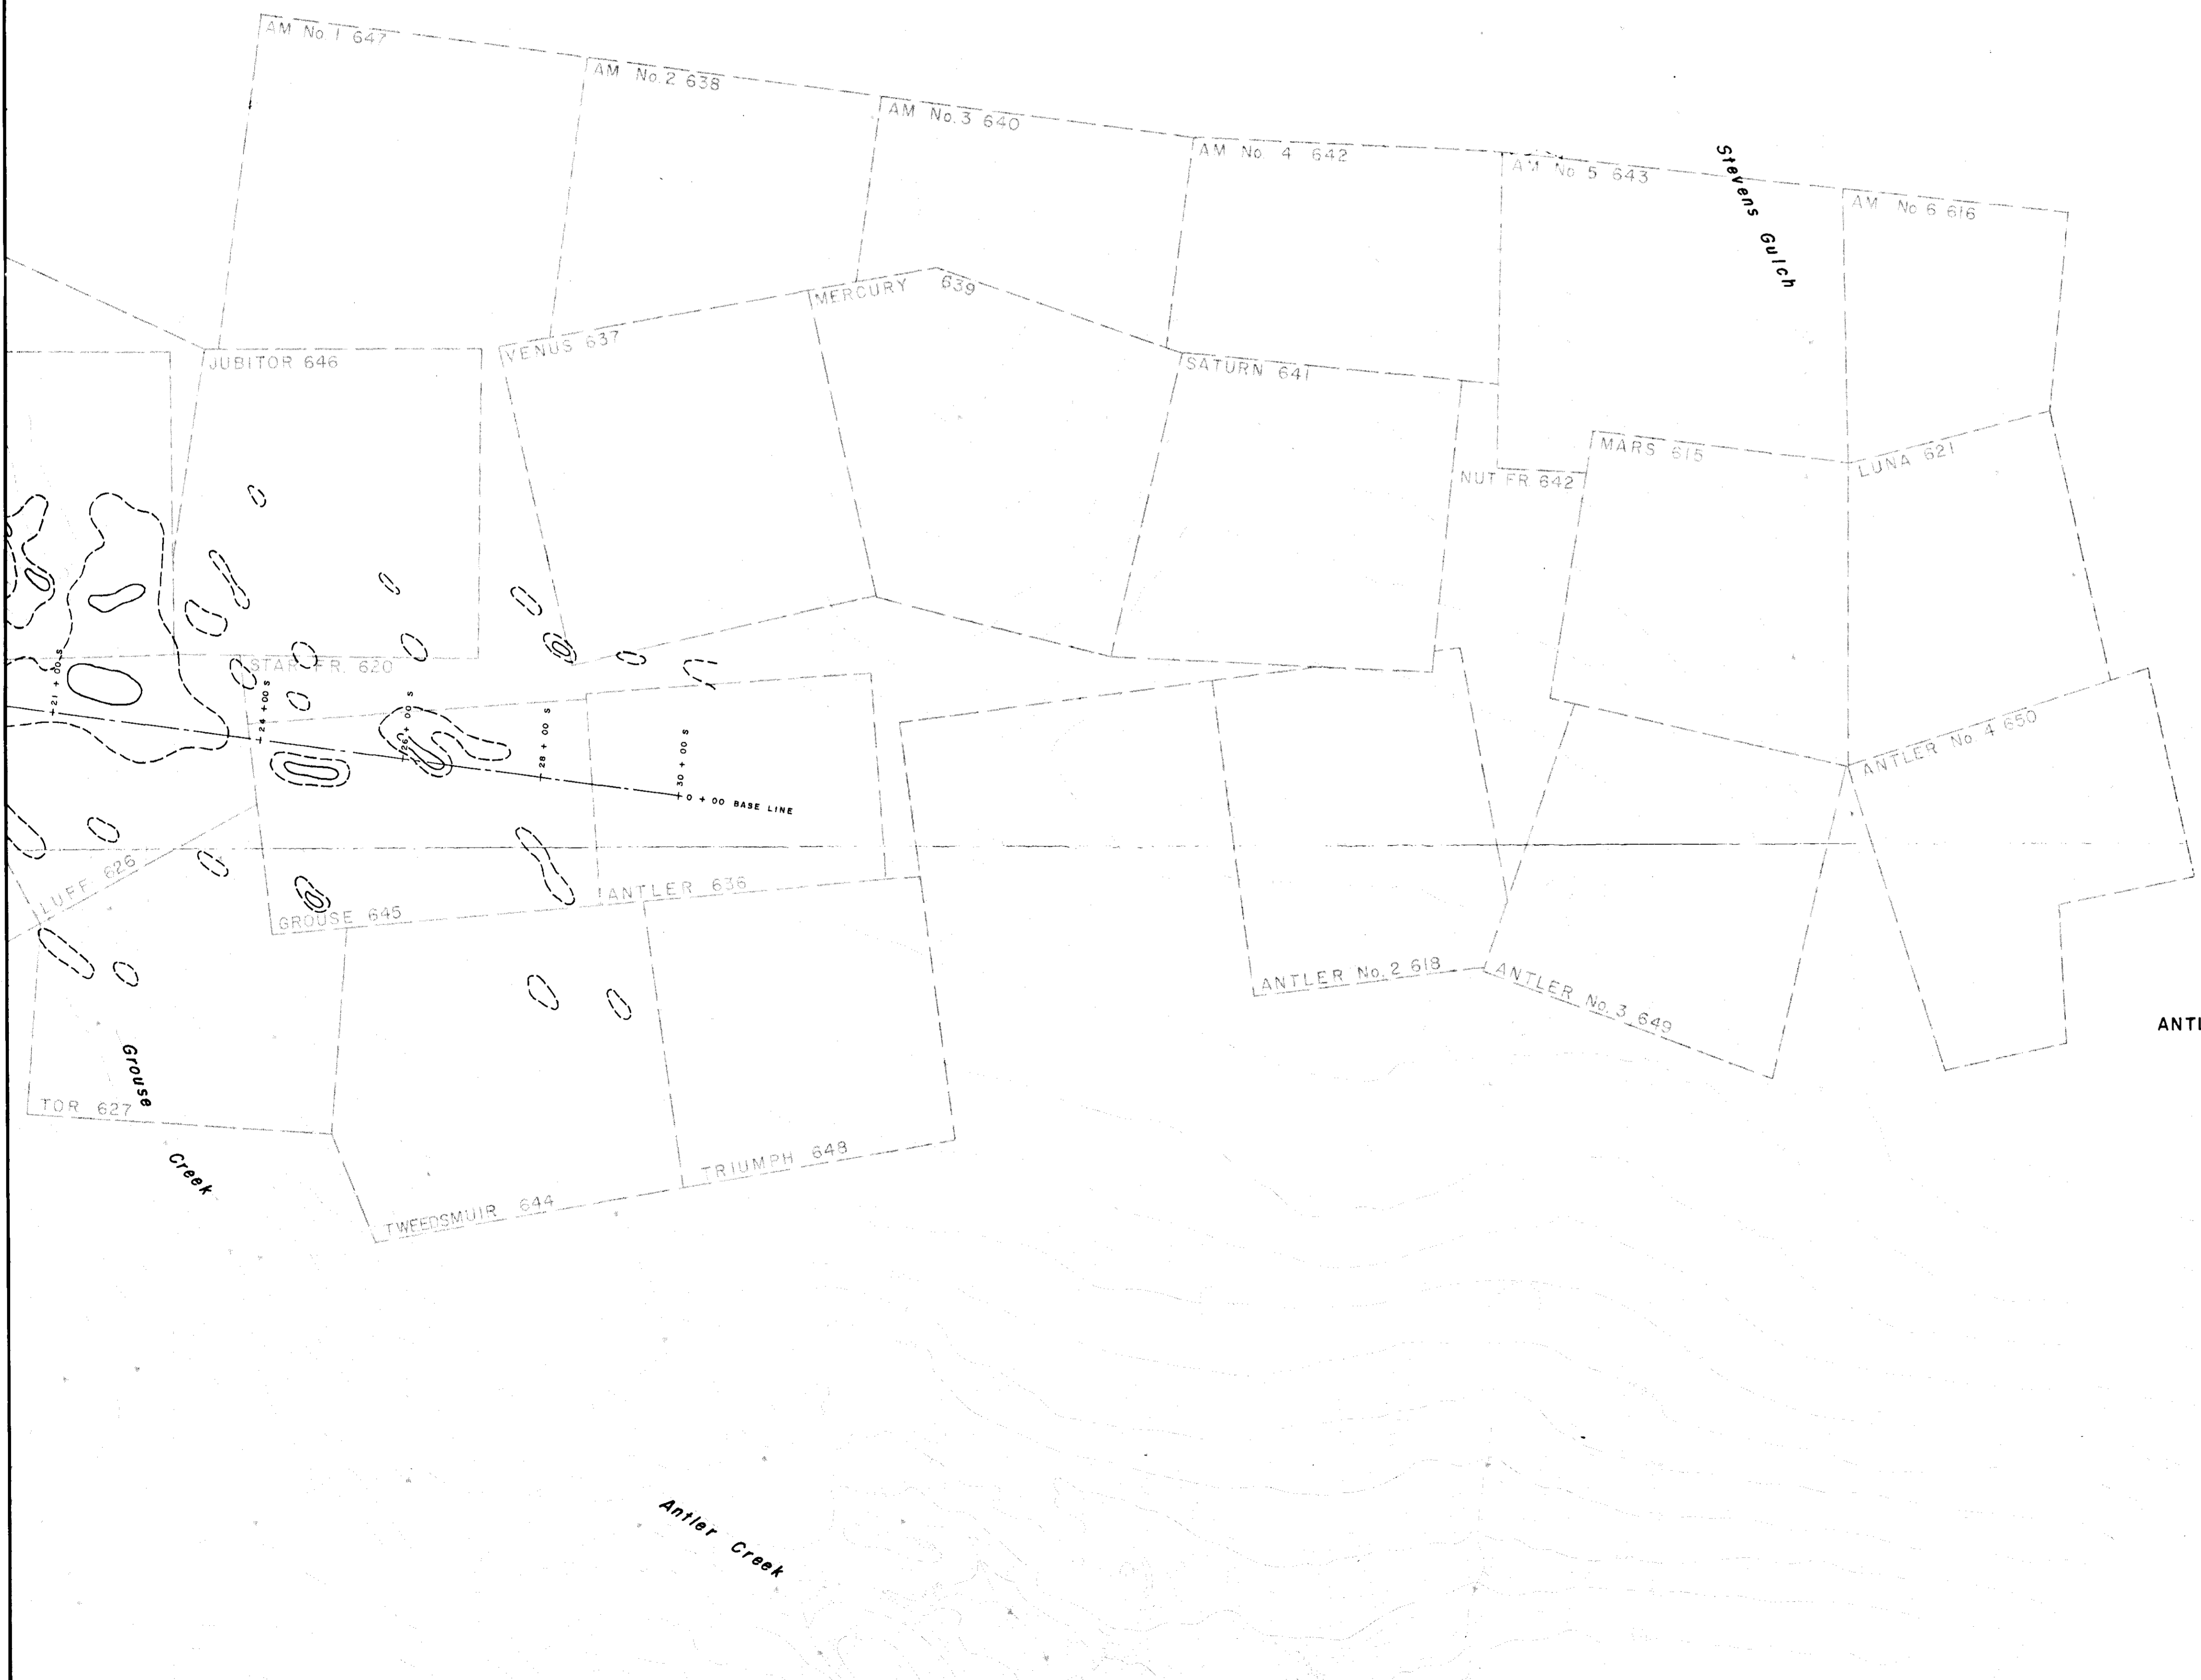 AM No. 1 647
AM No. 2 638
AM No. 3 640
AM No 4 642
AM No 5 643
AM No 6 616
Stevens Gulch
JUBITOR 646
VENUS 637
MERCURY 639
SATURN 641
NUT FR. 642
MARS 615
LUNA 621
STAR FR. 620
21 + 00 S
24 + 00 S
26 + 00 S
28 + 00 S
30 + 00 S
0 + 00 BASE LINE
LUFF 626
GROUSE 645
ANTLER 636
ANTLER No. 2 618
ANTLER No. 3 649
ANTLER No 4 650
ANTL
Grouse
Creek
TOR 627
TWEEDSMUIR 644
TRIUMPH 648
Antler Creek